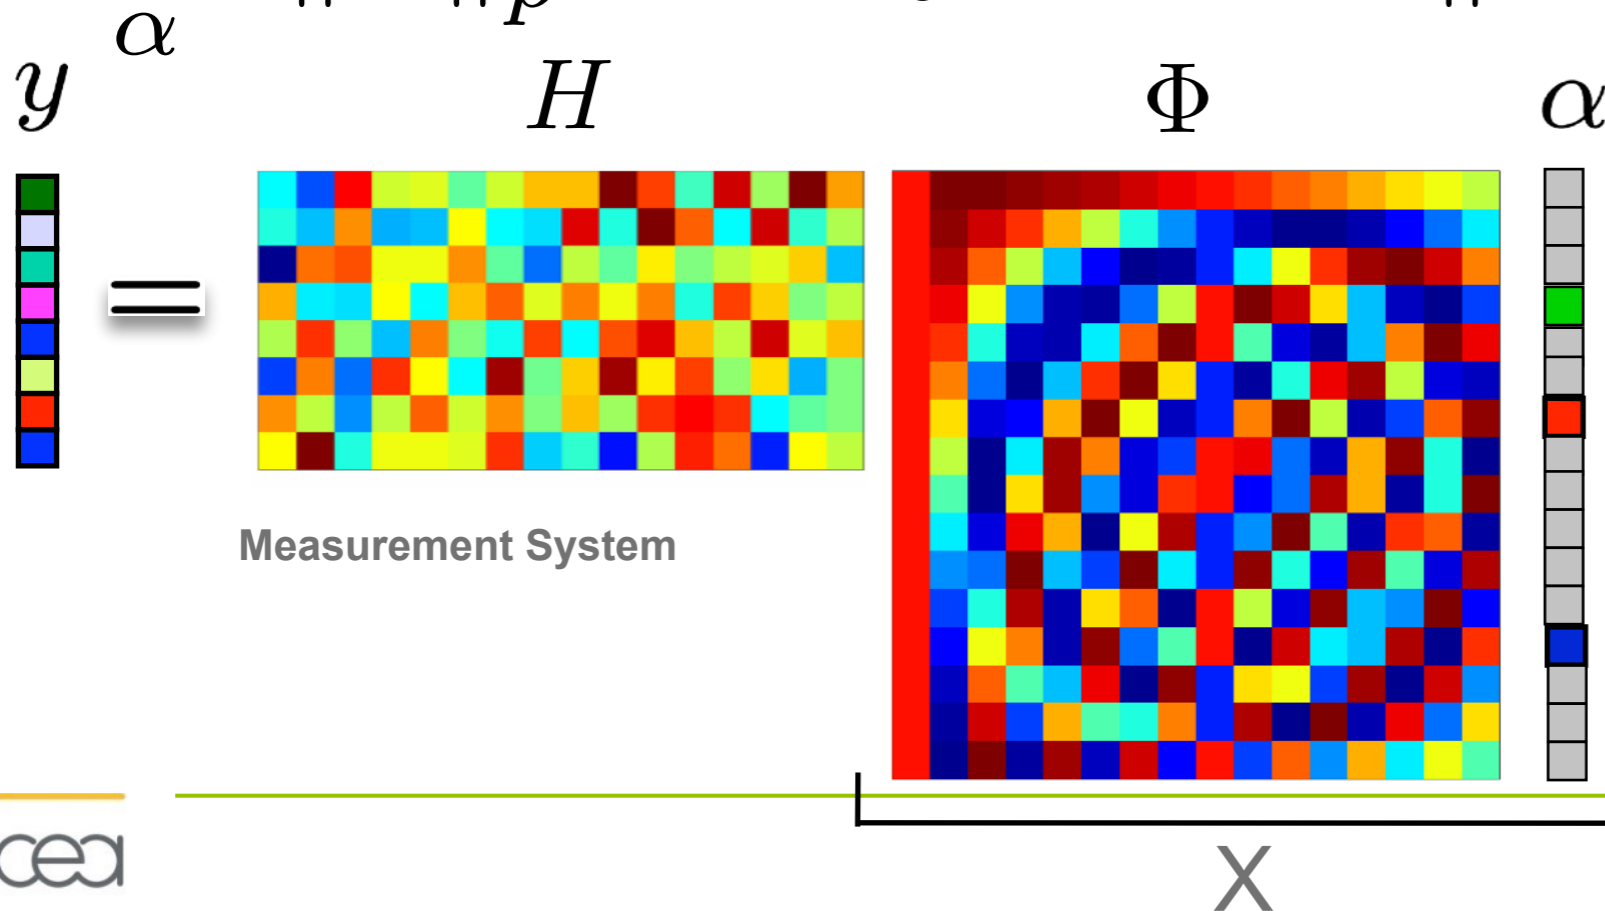 α p
y H Φ α
=
Measurement System
cea
X